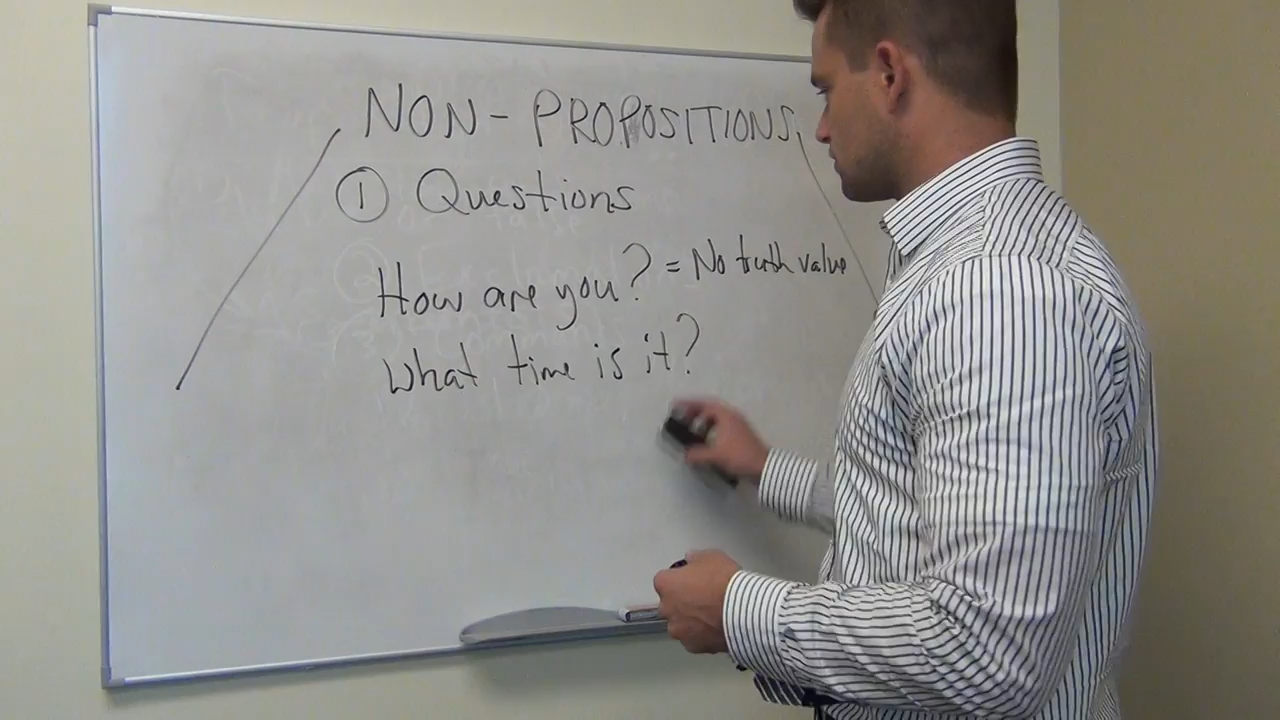 NON-PROPOSITIONS
① Questions
How are you? = No truth value
What time is it?